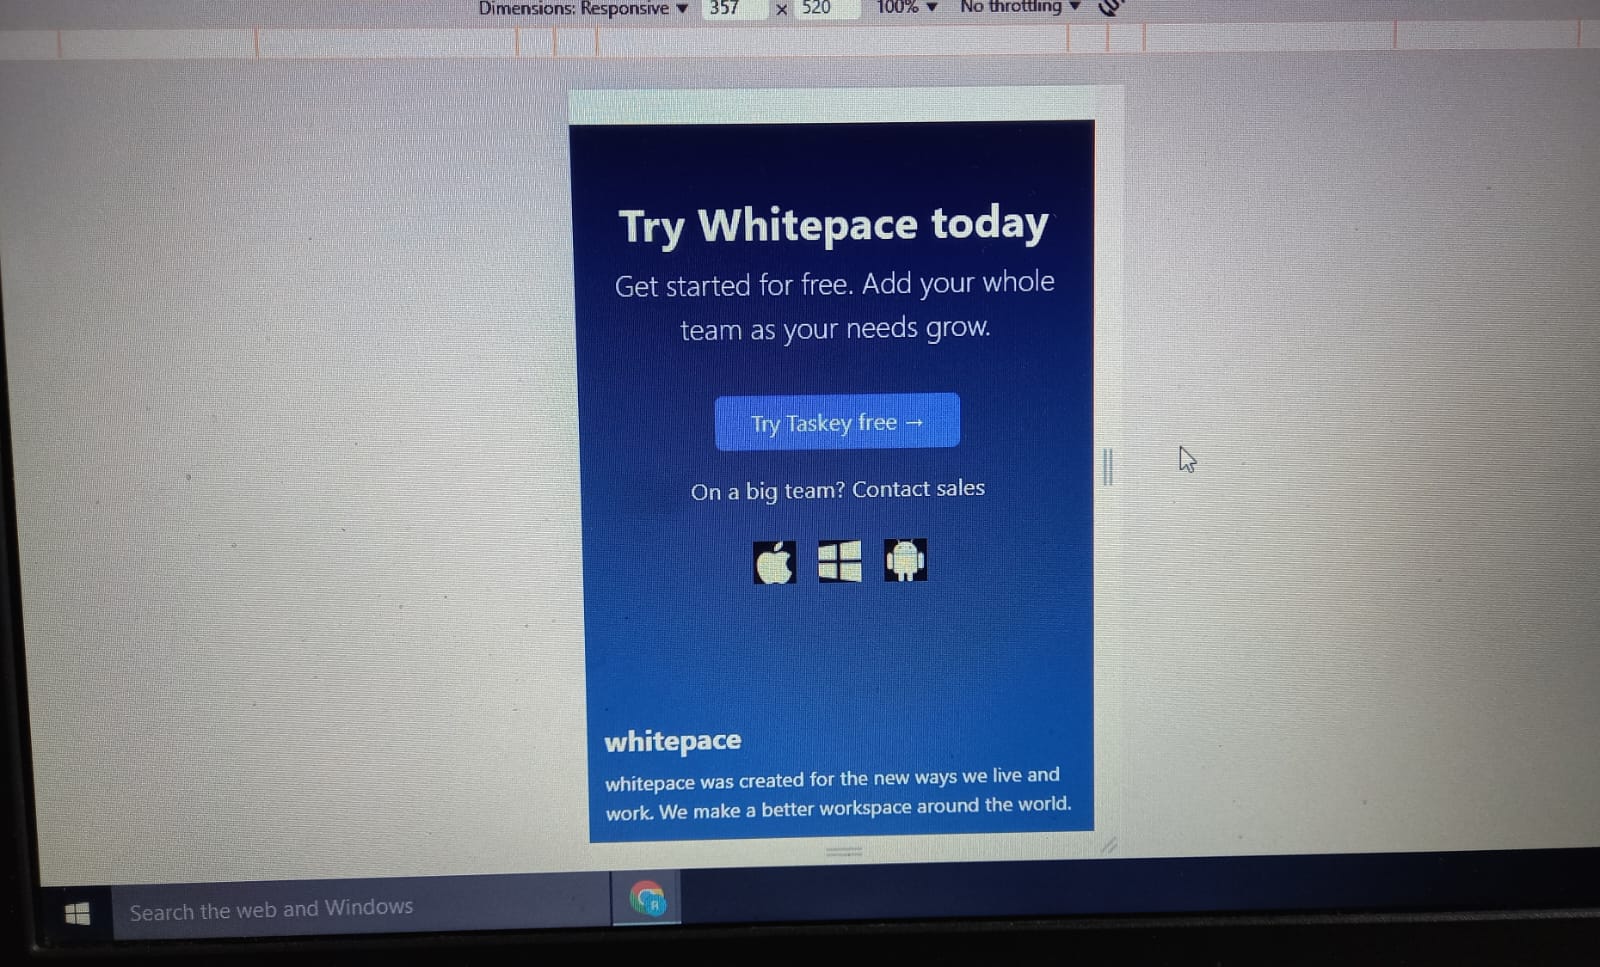 Dimensions: Responsive ▼ 357 × 520 100% ▼ No throttling ▼
Try Whitepace today
Get started for free. Add your whole
team as your needs grow.
Try Taskey free →
On a big team? Contact sales
whitepace
whitepace was created for the new ways we live and
work. We make a better workspace around the world.
Search the web and Windows
R